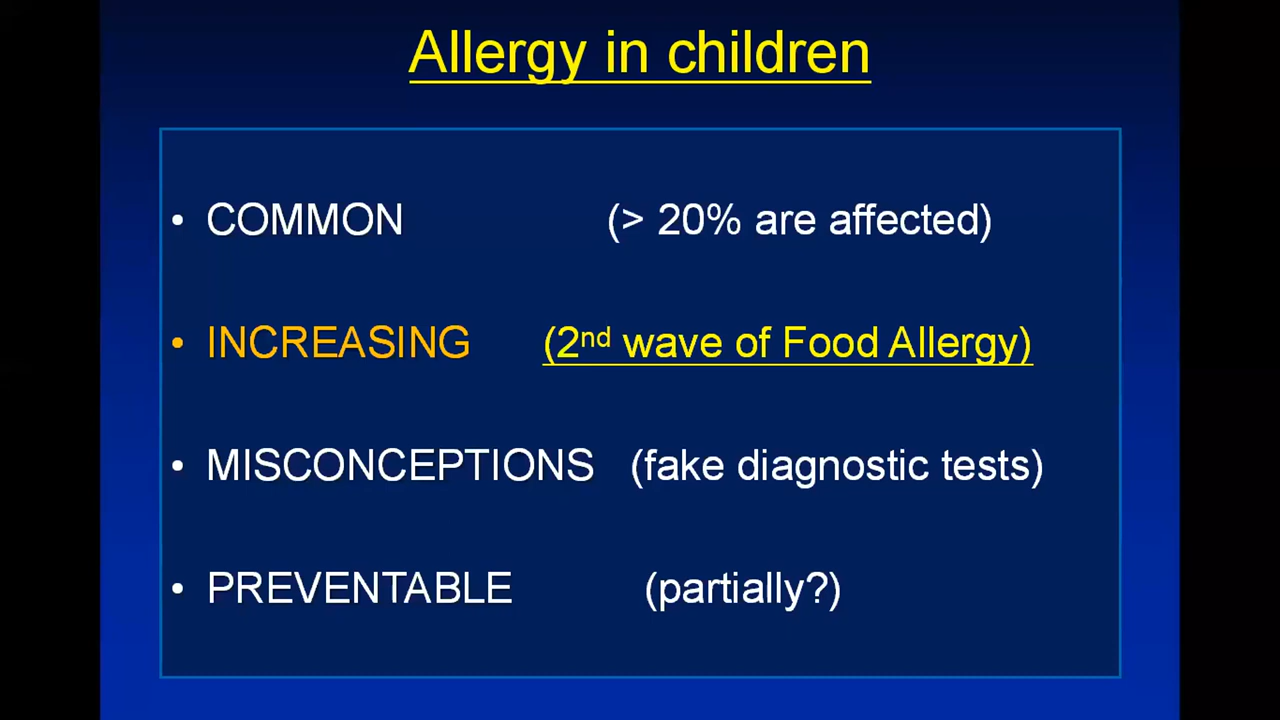 Allergy in children
• COMMON (> 20% are affected)
• INCREASING (2nd wave of Food Allergy)
• MISCONCEPTIONS (fake diagnostic tests)
• PREVENTABLE (partially?)